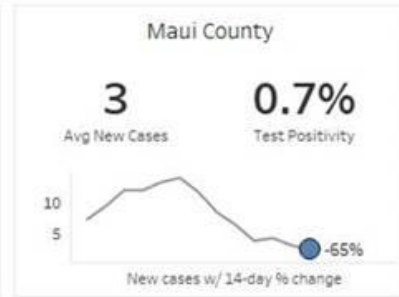 Maui County
3 0.7%
Avg New Cases Test Positivity
10
5
-65%
New cases w/ 14-day % change